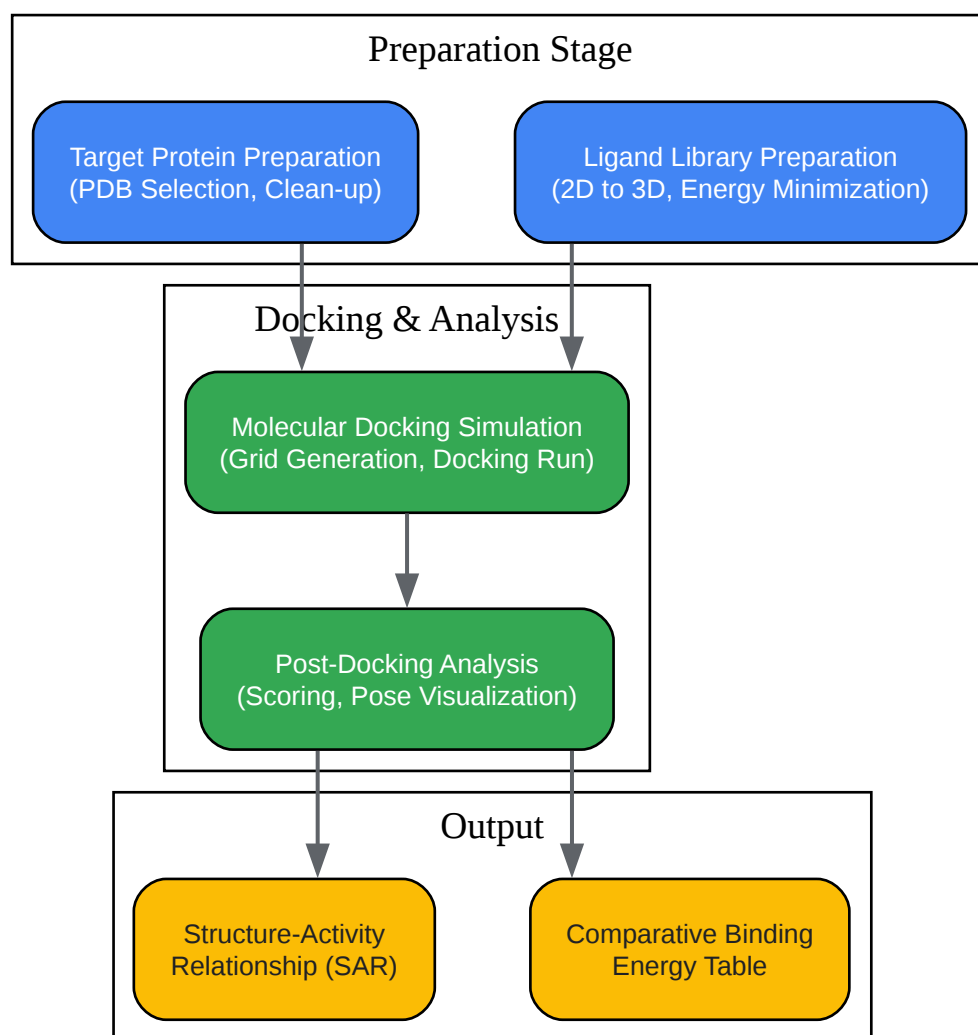 Preparation Stage
Target Protein Preparation
(PDB Selection, Clean-up)
Ligand Library Preparation
(2D to 3D, Energy Minimization)
Docking & Analysis
Molecular Docking Simulation
(Grid Generation, Docking Run)
Post-Docking Analysis
(Scoring, Pose Visualization)
Output
Structure-Activity
Relationship (SAR)
Comparative Binding
Energy Table